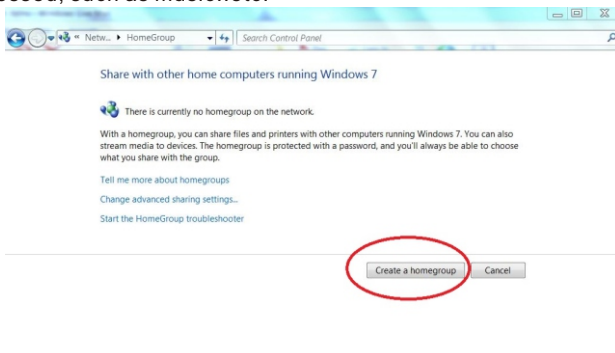 « Netw... ▸ HomeGroup Search Control Panel
Share with other home computers running Windows 7
There is currently no homegroup on the network.
With a homegroup, you can share files and printers with other computers running Windows 7. You can also
stream media to devices. The homegroup is protected with a password, and you'll always be able to choose
what you share with the group.
Tell me more about homegroups
Change advanced sharing settings...
Start the HomeGroup troubleshooter
Create a homegroup Cancel